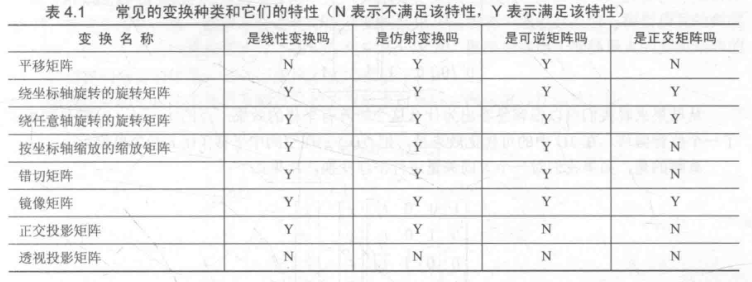 表 4.1 常见的变换种类和它们的特性（N 表示不满足该特性，Y 表示满足该特性）
变 换 名 称 是线性变换吗 是仿射变换吗 是可逆矩阵吗 是正交矩阵吗
平移矩阵 N Y Y N
绕坐标轴旋转的旋转矩阵 Y Y Y Y
绕任意轴旋转的旋转矩阵 Y Y Y Y
按坐标轴缩放的缩放矩阵 Y Y Y N
错切矩阵 Y Y Y N
镜像矩阵 Y Y Y Y
正交投影矩阵 Y Y N N
透视投影矩阵 N N N N